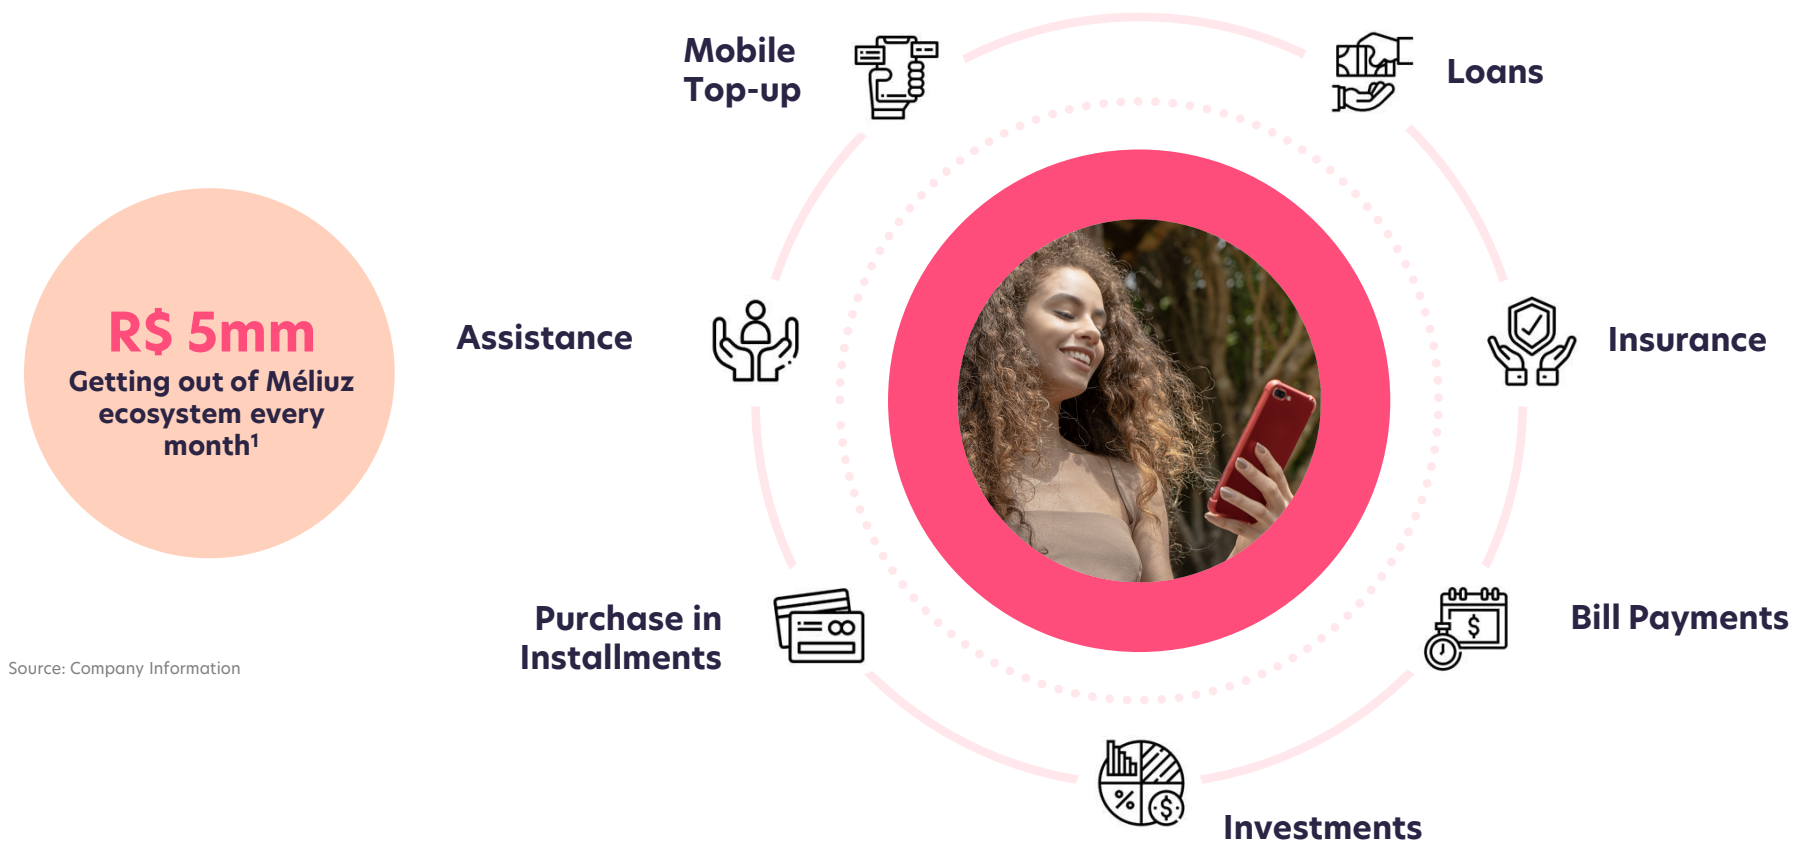 Mobile
Top-up
Loans
R$ 5mm
Getting out of Méliuz
ecosystem every
month¹
Assistance
Insurance
Purchase in
Installments
Bill Payments
$
Source: Company Information
%
$
Investments